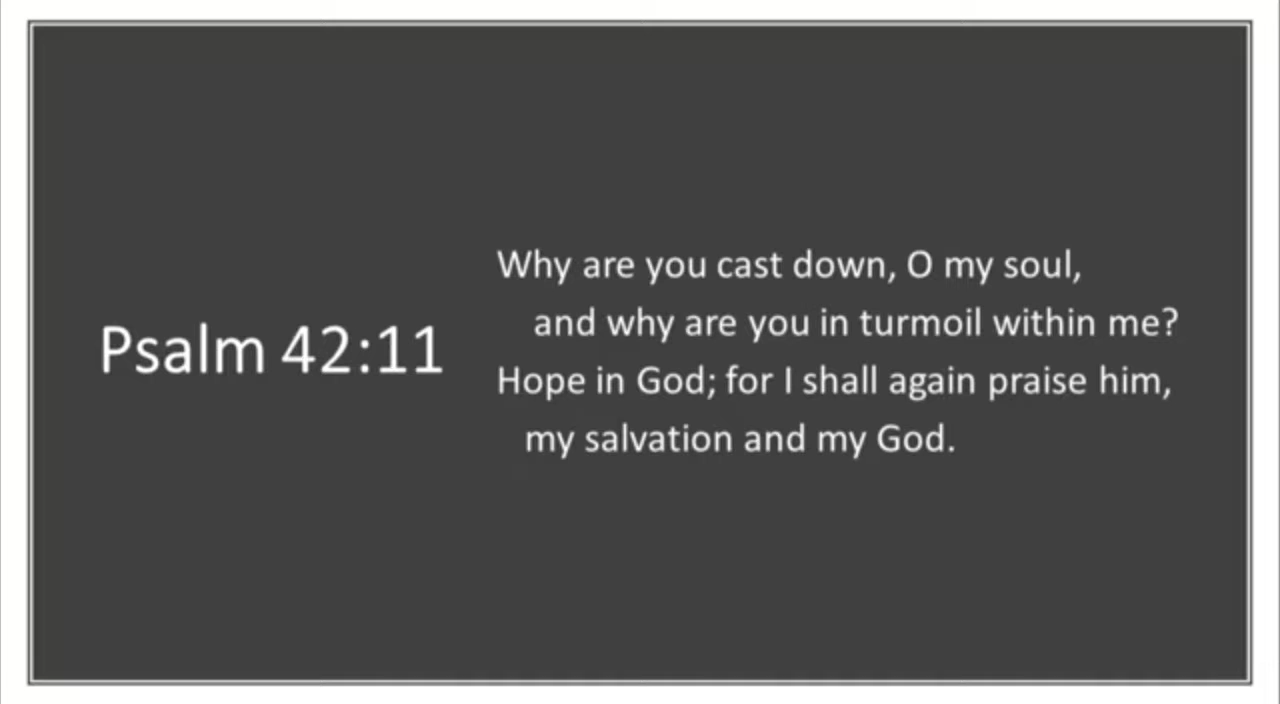 Psalm 42:11
Why are you cast down, O my soul,
and why are you in turmoil within me?
Hope in God; for I shall again praise him,
my salvation and my God.